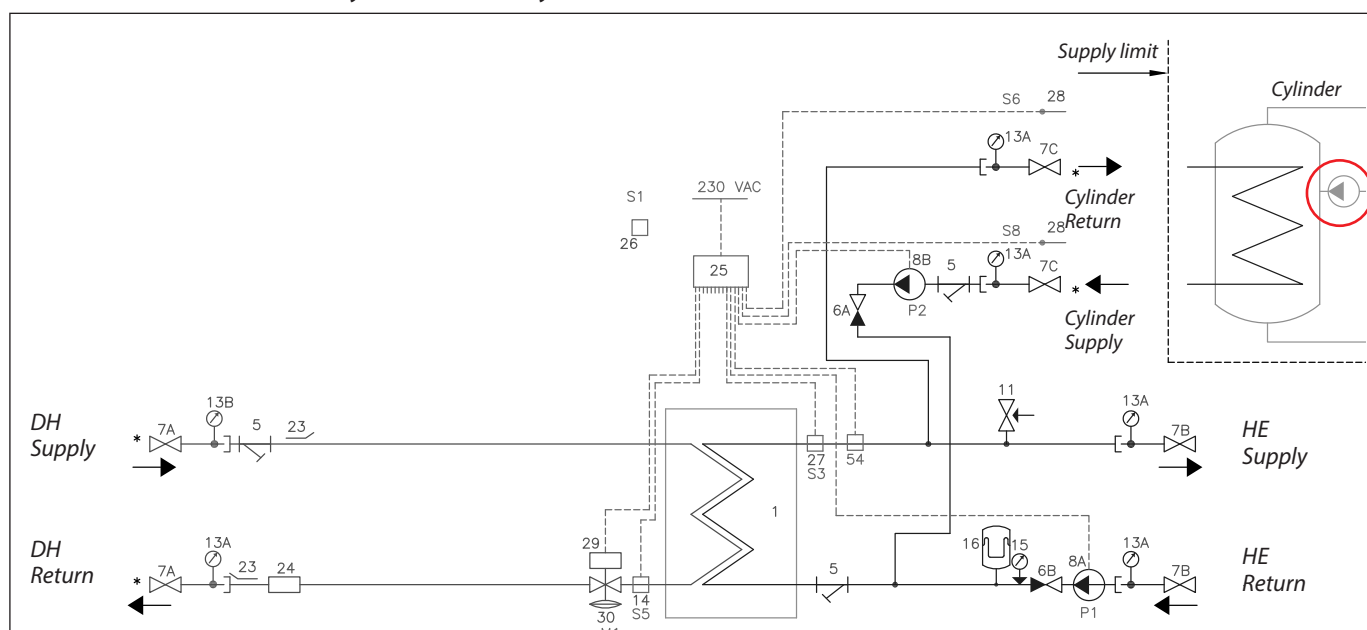 Supply limit
Cylinder
S6 28
13A
7C
*
Cylinder
Return
S1
26
230 VAC
25
S8 28
13A
7C
8B
5
P2
6A
*
Cylinder
Supply
DH
Supply
*
7A
13B
5
23
27
S3
54
11
13A
7B
HE
Supply
1
DH
Return
*
7A
13A
23
24
29
30
14
S5
5
16
15
6B
8A
P1
13A
7B
HE
Return